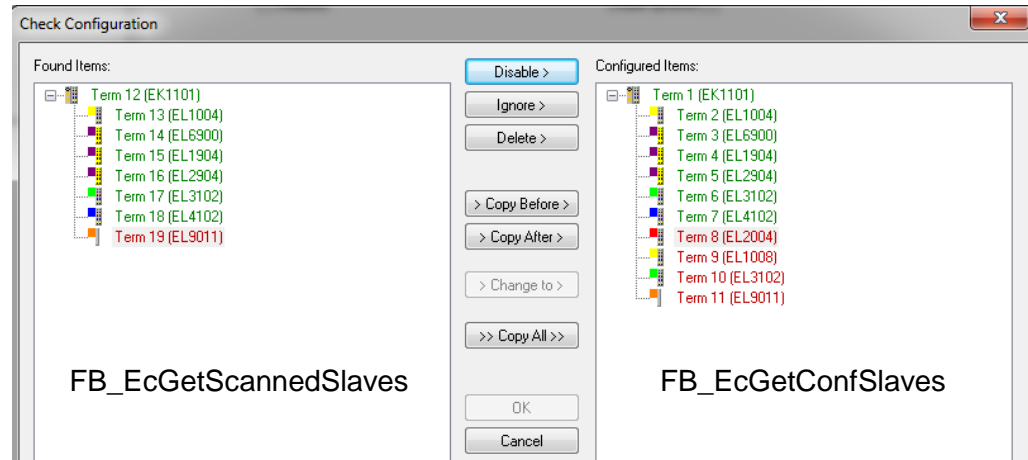 Check Configuration
Found Items:
Term 12 (EK1101)
Term 13 (EL1004)
Term 14 (EL6900)
Term 15 (EL1904)
Term 16 (EL2904)
Term 17 (EL3102)
Term 18 (EL4102)
Term 19 (EL9011)
FB_EcGetScannedSlaves
Disable >
Ignore >
Delete >
> Copy Before >
> Copy After >
> Change to >
>> Copy All >>
OK
Cancel
Configured Items:
Term 1 (EK1101)
Term 2 (EL1004)
Term 3 (EL6900)
Term 4 (EL1904)
Term 5 (EL2904)
Term 6 (EL3102)
Term 7 (EL4102)
Term 8 (EL2004)
Term 9 (EL1008)
Term 10 (EL3102)
Term 11 (EL9011)
FB_EcGetConfSlaves